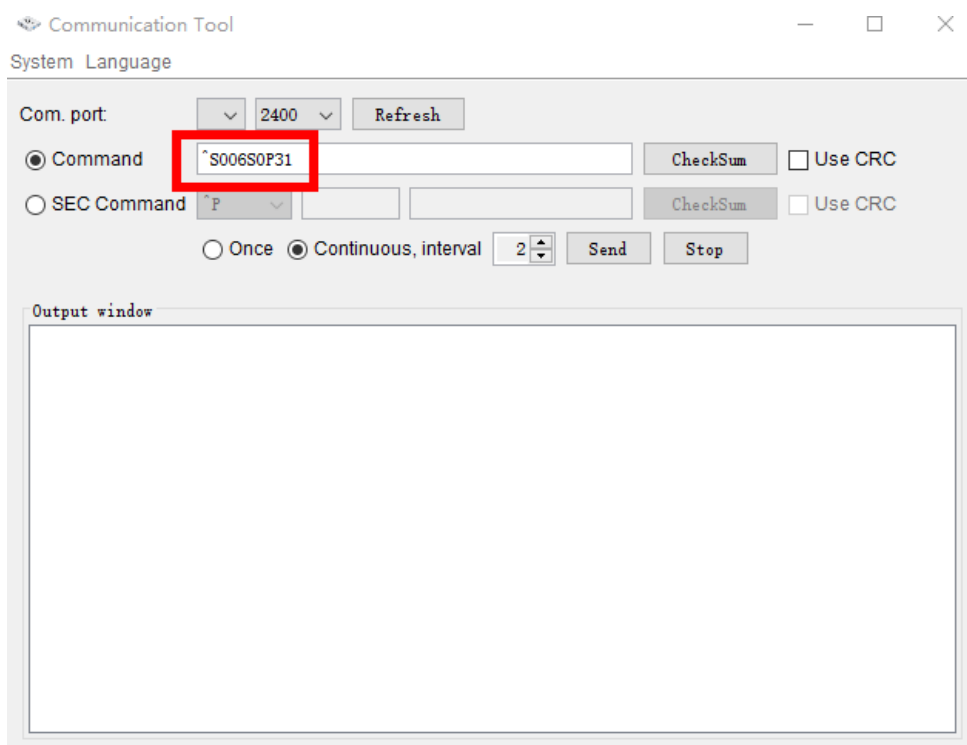 Communication Tool
System Language
Com. port: 2400 Refresh
Command ^S006S0P31 CheckSum Use CRC
SEC Command ^P CheckSum Use CRC
Once Continuous, interval 2 Send Stop
Output window